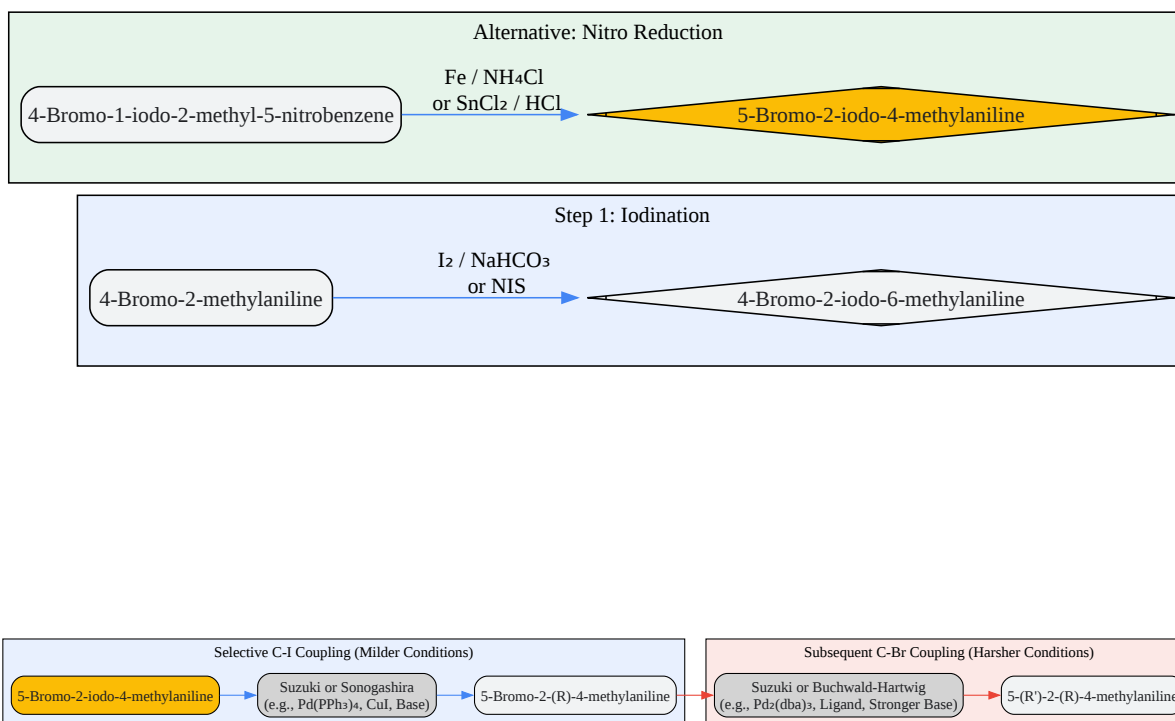 Alternative: Nitro Reduction
Fe / NH₄Cl
or SnCl₂ / HCl
4-Bromo-1-iodo-2-methyl-5-nitrobenzene
5-Bromo-2-iodo-4-methylaniline
Step 1: Iodination
I₂ / NaHCO₃
or NIS
4-Bromo-2-methylaniline
4-Bromo-2-iodo-6-methylaniline
Selective C-I Coupling (Milder Conditions)
5-Bromo-2-iodo-4-methylaniline
Suzuki or Sonogashira
(e.g., Pd(PPh₃)₄, CuI, Base)
5-Bromo-2-(R)-4-methylaniline
Subsequent C-Br Coupling (Harsher Conditions)
Suzuki or Buchwald-Hartwig
(e.g., Pd₂(dba)₃, Ligand, Stronger Base)
5-(R')-2-(R)-4-methylaniline